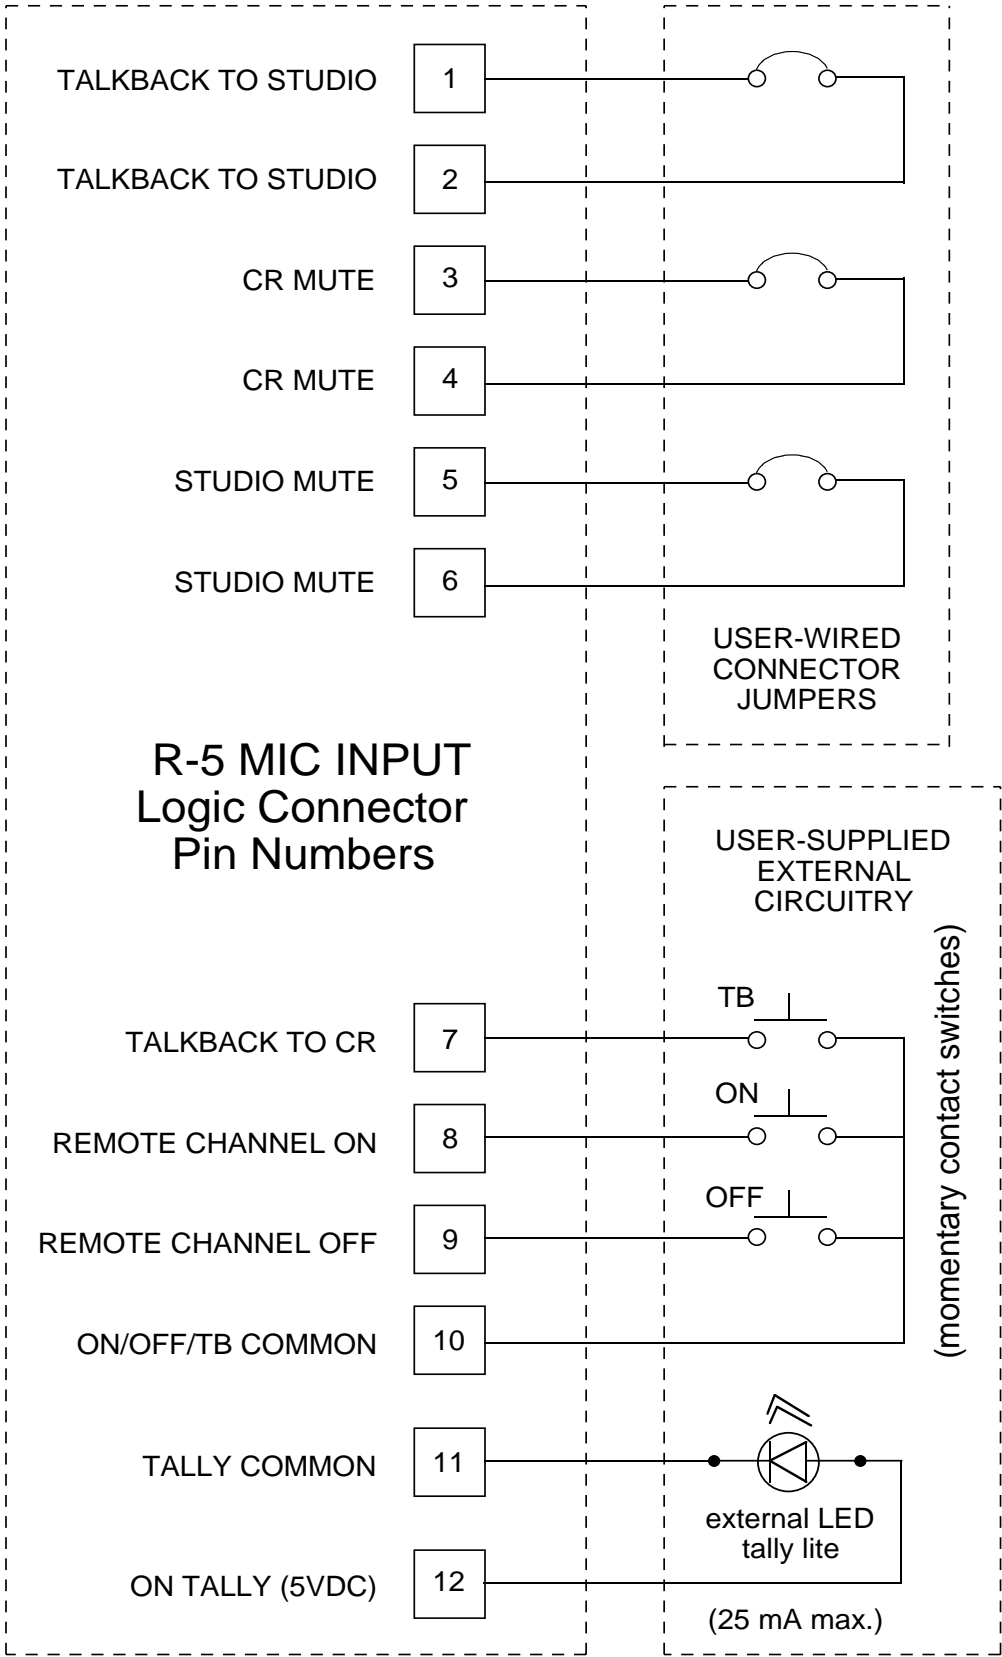 TALKBACK TO STUDIO 1
TALKBACK TO STUDIO 2
CR MUTE 3
CR MUTE 4
STUDIO MUTE 5
STUDIO MUTE 6
USER-WIRED
CONNECTOR
JUMPERS
R-5 MIC INPUT
Logic Connector
Pin Numbers
USER-SUPPLIED
EXTERNAL
CIRCUITRY
(momentary contact switches)
TALKBACK TO CR 7 TB
REMOTE CHANNEL ON 8 ON
REMOTE CHANNEL OFF 9 OFF
ON/OFF/TB COMMON 10
TALLY COMMON 11
external LED
tally lite
ON TALLY (5VDC) 12
(25 mA max.)